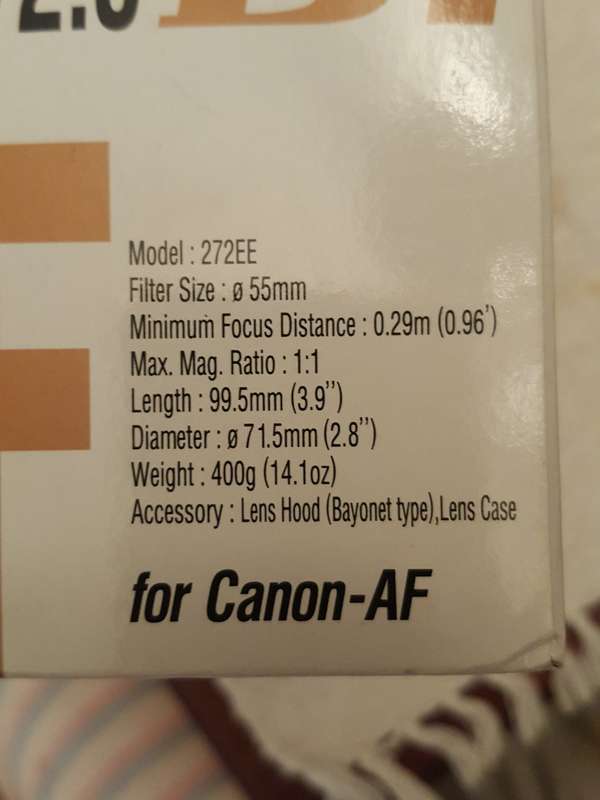 Model : 272EE
Filter Size : ø 55mm
Minimum Focus Distance : 0.29m (0.96')
Max. Mag. Ratio : 1:1
Length : 99.5mm (3.9'')
Diameter : ø 71.5mm (2.8'')
Weight : 400g (14.1oz)
Accessory : Lens Hood (Bayonet type),Lens Case
for Canon-AF